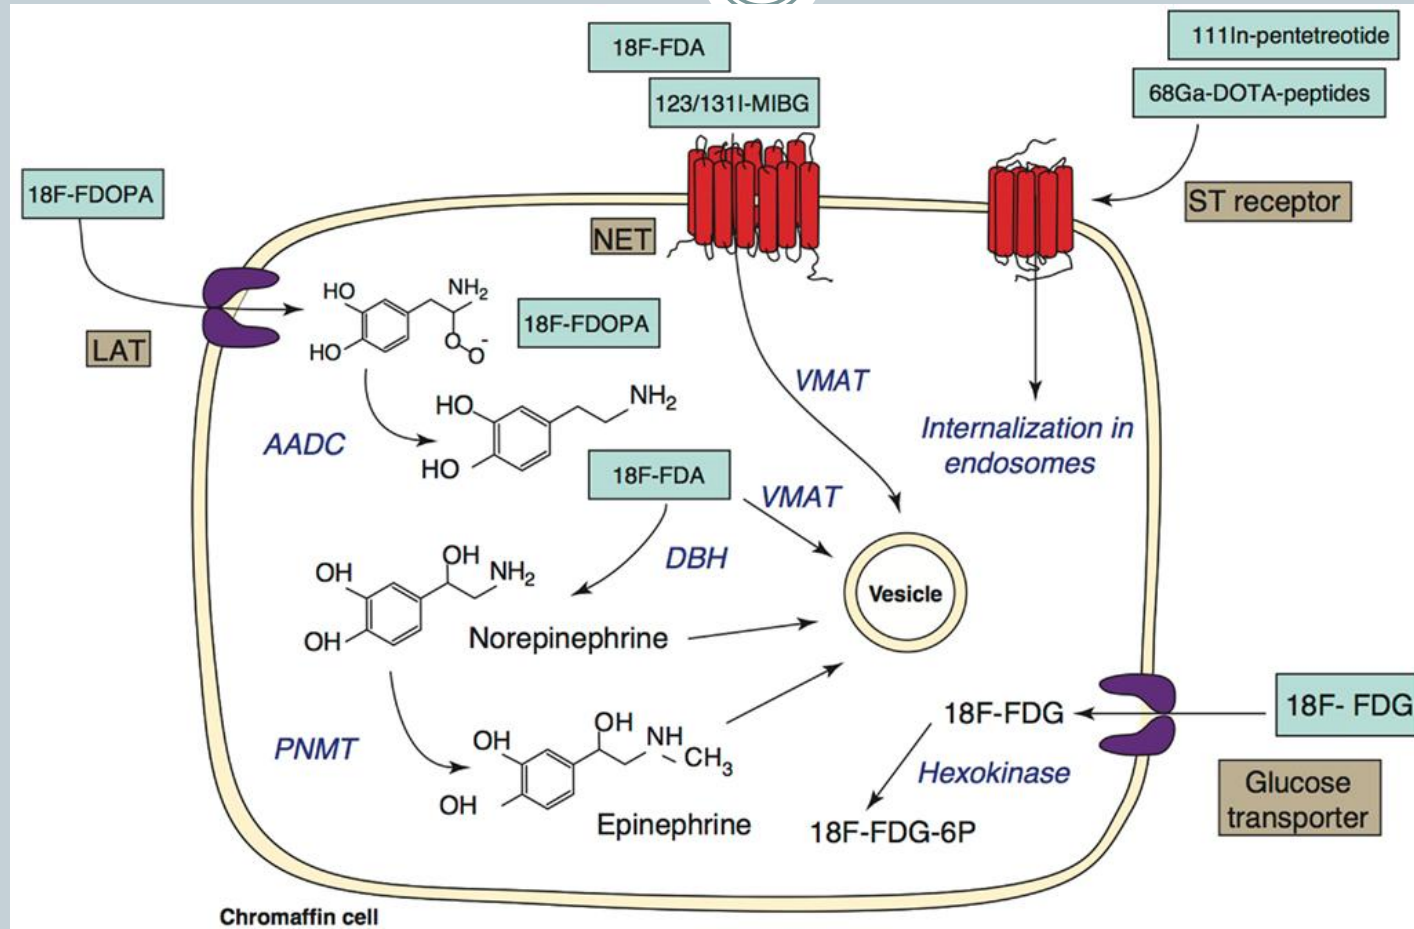 18F-FDA
111In-pentetreotide
123/131I-MIBG
68Ga-DOTA-peptides
18F-FDOPA
ST receptor
NET
LAT
HO
NH2
HO
O
O-
18F-FDOPA
VMAT
AADC
HO
NH2
HO
Internalization in
endosomes
18F-FDA
VMAT
DBH
OH
OH
NH2
OH
Norepinephrine
Vesicle
PNMT
OH
OH
NH
CH3
OH
Epinephrine
18F-FDG
18F- FDG
Hexokinase
18F-FDG-6P
Glucose
transporter
Chromaffin cell